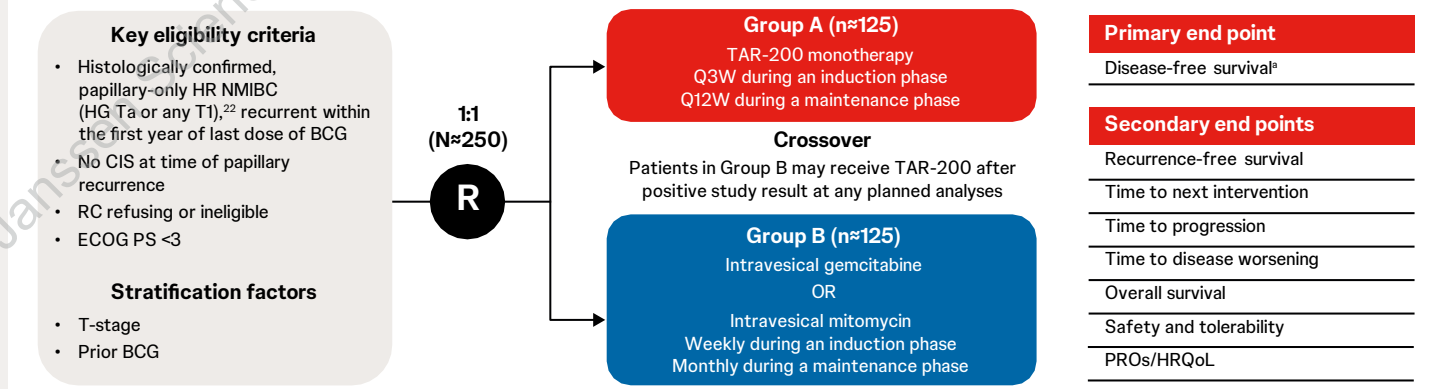 Key eligibility criteria
• Histologically confirmed,
papillary-only HR NMIBC
(HG Ta or any T1),22 recurrent within
the first year of last dose of BCG
• No CIS at time of papillary
recurrence
• RC refusing or ineligible
• ECOG PS <3
Stratification factors
• T-stage
• Prior BCG
1:1
(N≈250)
R
Group A (n≈125)
TAR-200 monotherapy
Q3W during an induction phase
Q12W during a maintenance phase
Crossover
Patients in Group B may receive TAR-200 after
positive study result at any planned analyses
Group B (n≈125)
Intravesical gemcitabine
OR
Intravesical mitomycin
Weekly during an induction phase
Monthly during a maintenance phase
Primary end point
Disease-free survivalª
Secondary end points
Recurrence-free survival
Time to next intervention
Time to progression
Time to disease worsening
Overall survival
Safety and tolerability
PROs/HRQoL
Janssen